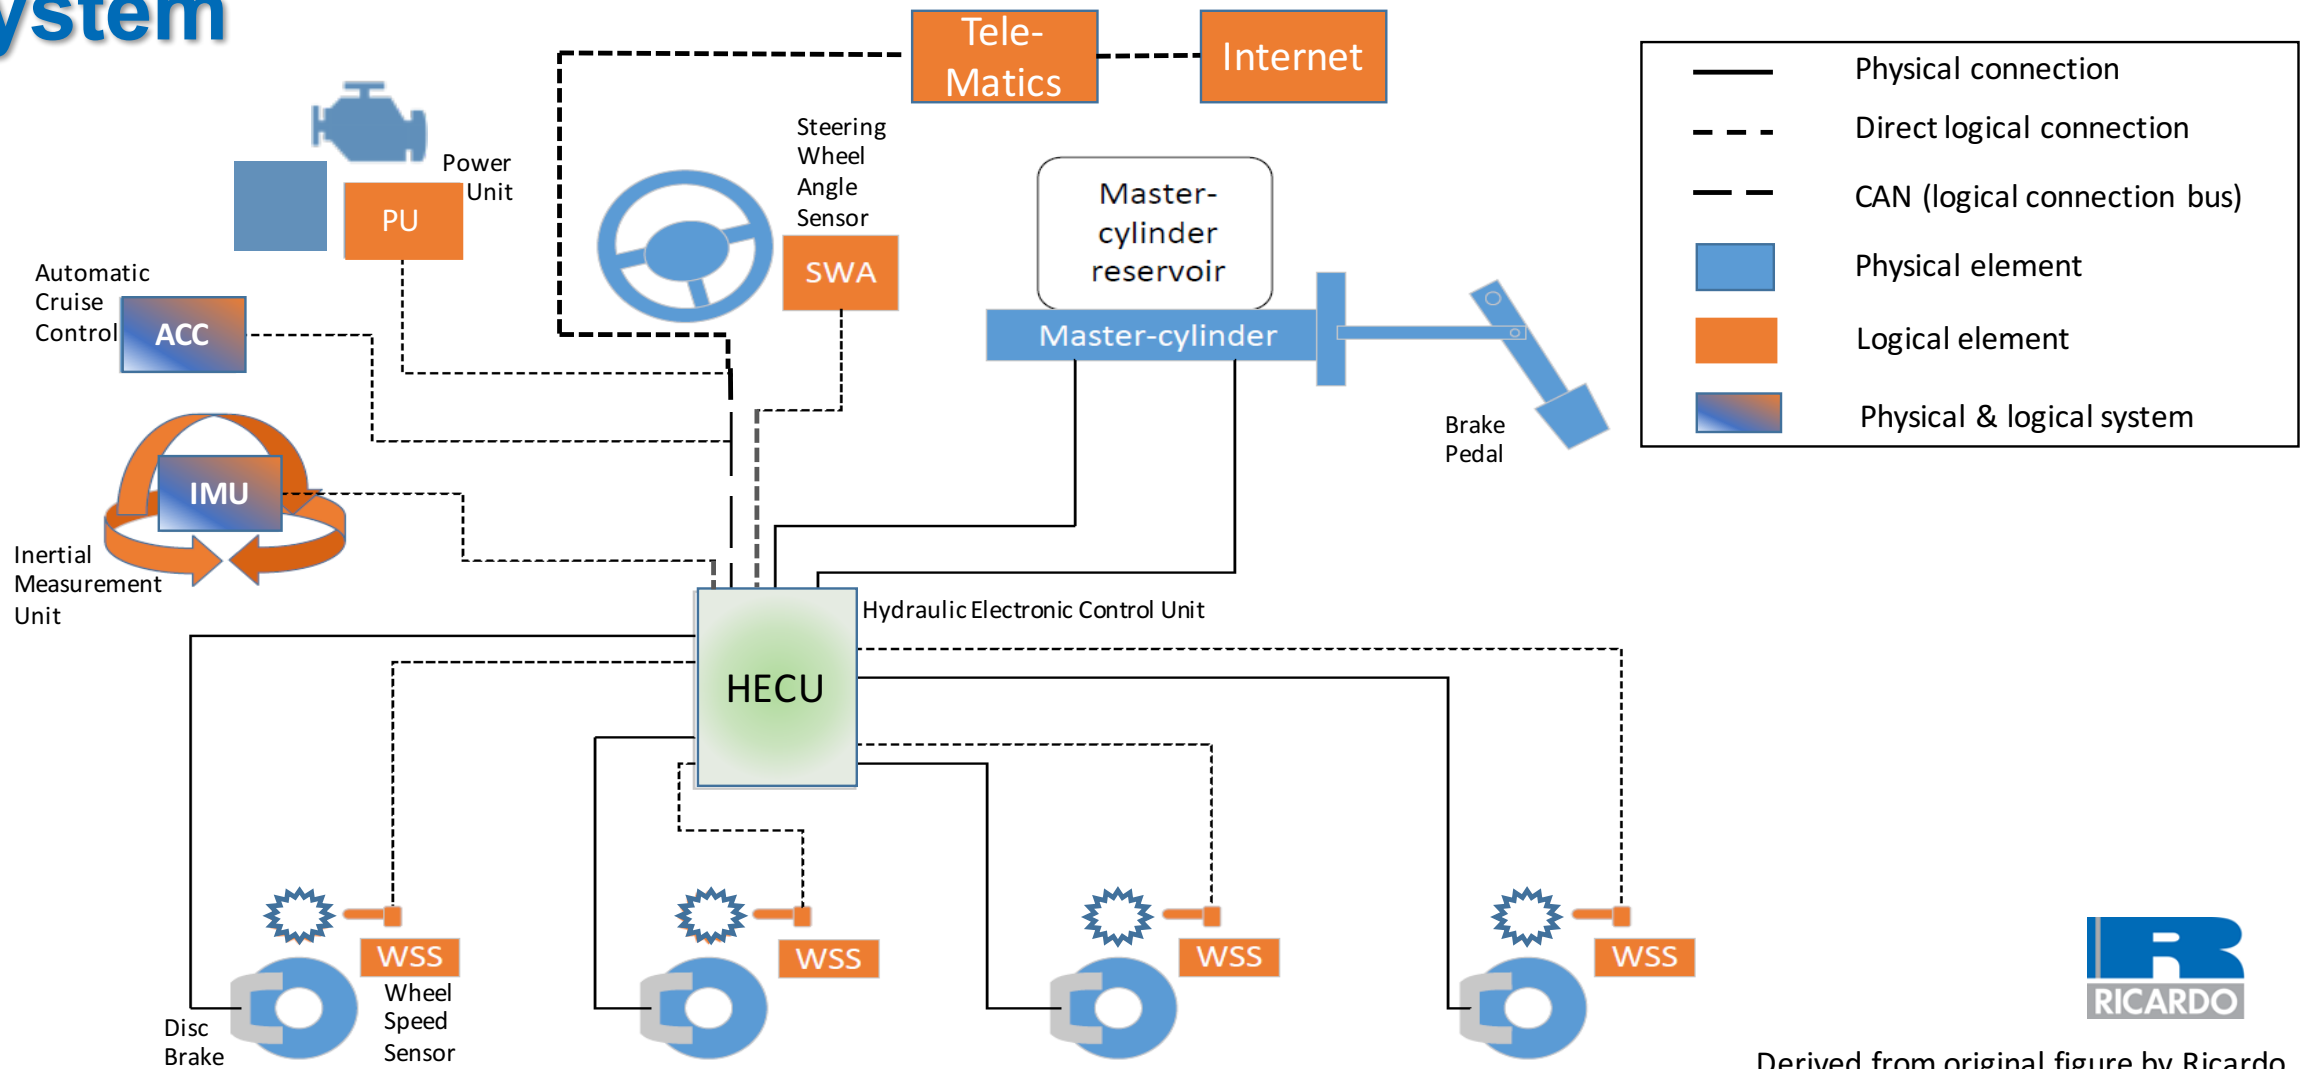 ystem
Tele-
Matics
Internet
Physical connection
Direct logical connection
CAN (logical connection bus)
Physical element
Logical element
Physical & logical system
Power
Unit
PU
Steering
Wheel
Angle
Sensor
SWA
Master-
cylinder
reservoir
Master-cylinder
Brake
Pedal
Automatic
Cruise
Control
ACC
IMU
Inertial
Measurement
Unit
Hydraulic Electronic Control Unit
HECU
WSS
Wheel
Speed
Sensor
Disc
Brake
WSS
WSS
WSS
RICARDO
Derived from original figure by Ricardo